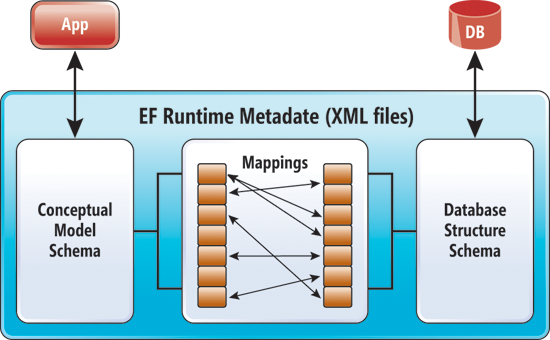 App
DB
EF Runtime Metadate (XML files)
Conceptual
Model
Schema
Mappings
Database
Structure
Schema